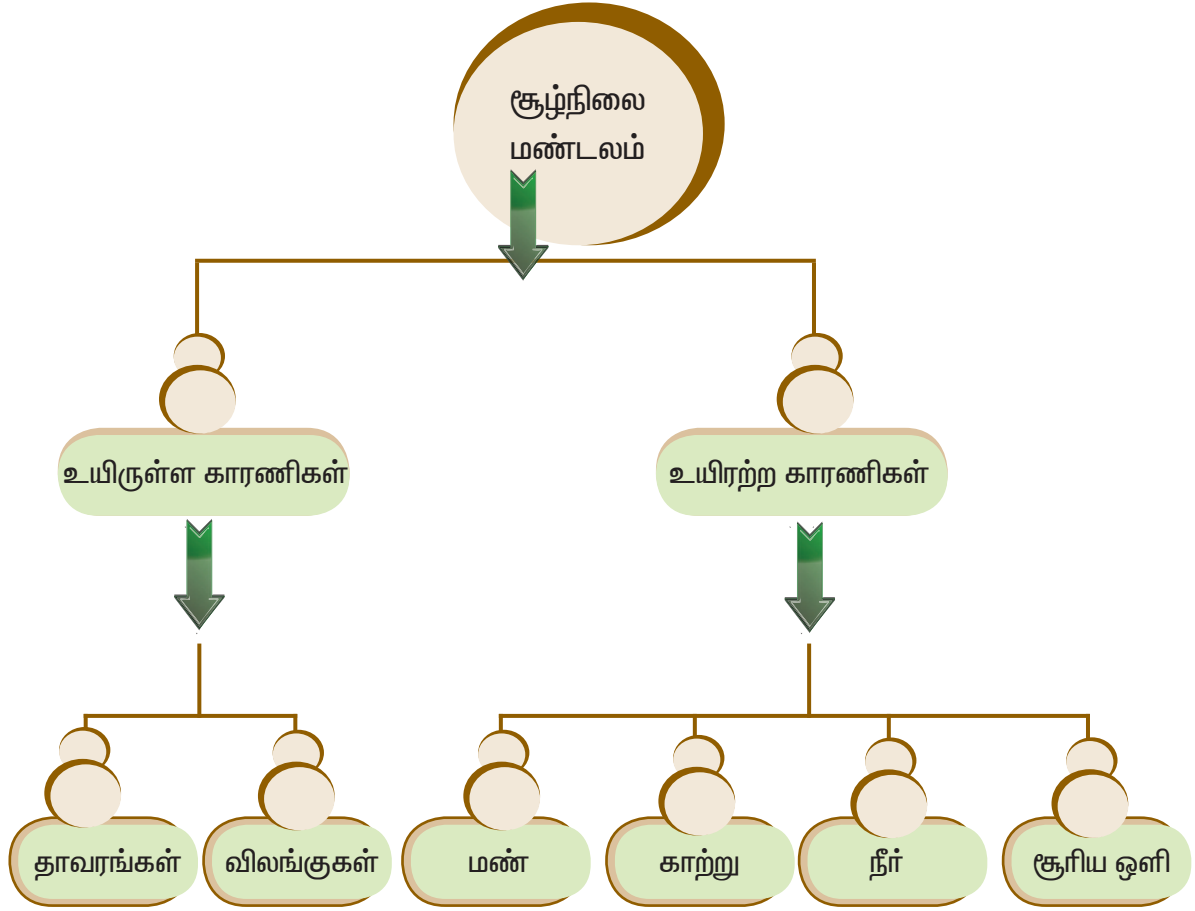 சூழ்நிலை
மண்டலம்
உயிருள்ள காரணிகள்
உயிரற்ற காரணிகள்
தாவரங்கள்
விலங்குகள்
மண்
காற்று
நீர்
சூரிய ஒளி